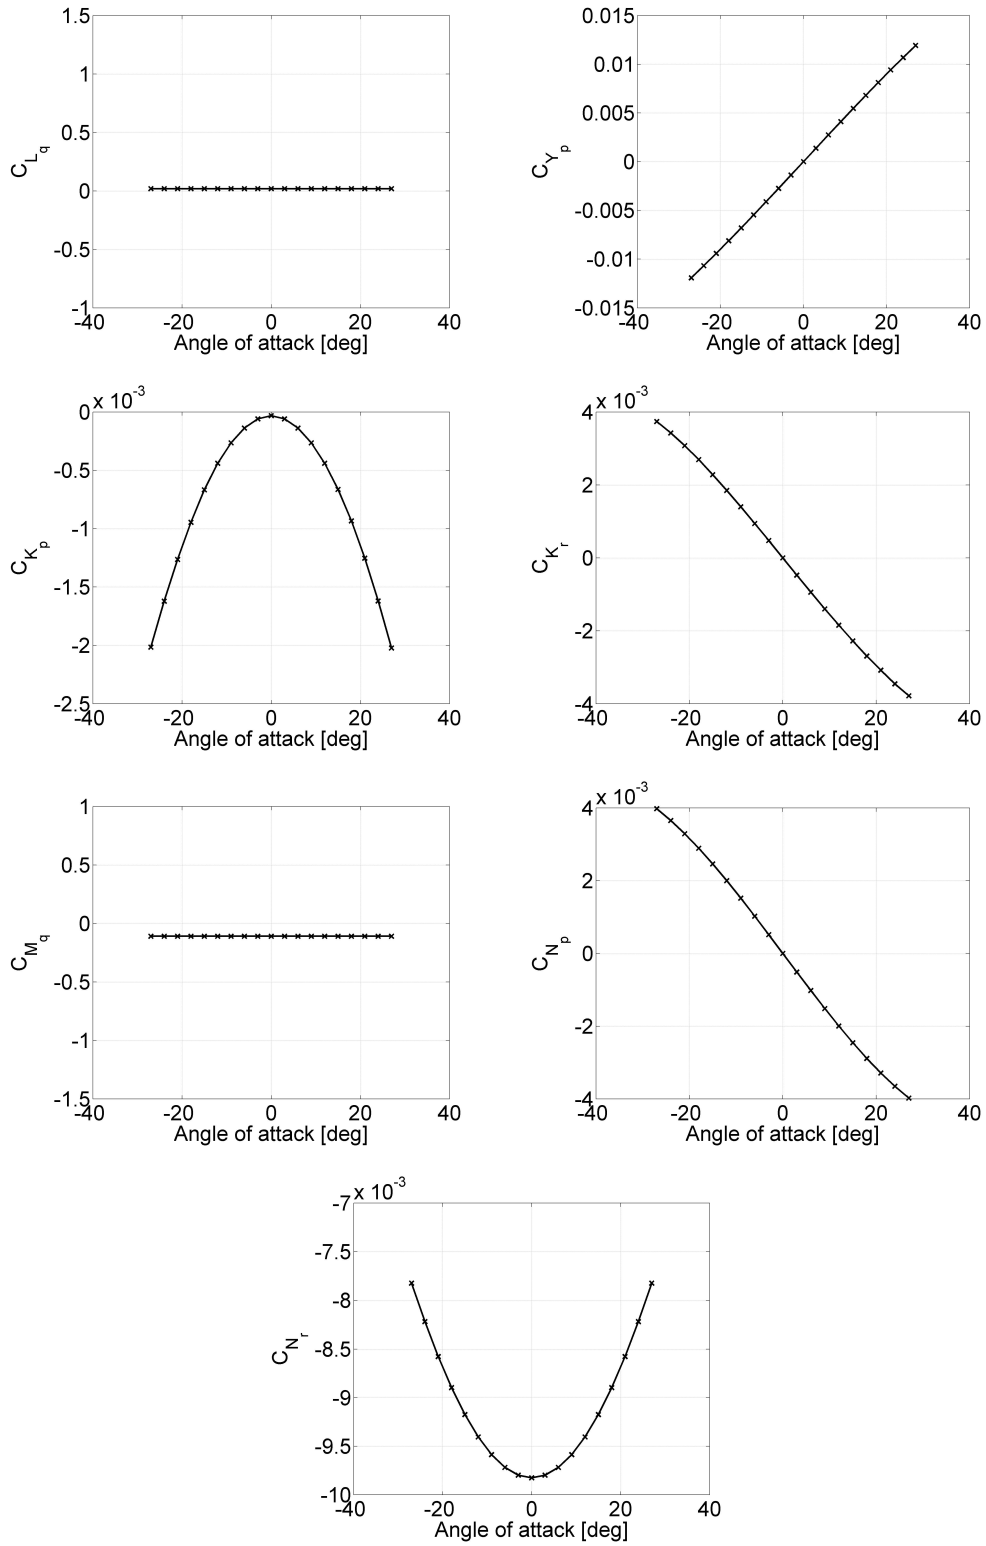 1.5
1
0.5
0
-0.5
-1
-40 -20 0 20 40
Angle of attack [deg]
C_L_q
0.015
0.01
0.005
0
-0.005
-0.01
-0.015
-40 -20 0 20 40
Angle of attack [deg]
C_Y_p
x 10^-3
0
-0.5
-1
-1.5
-2
-2.5
-40 -20 0 20 40
Angle of attack [deg]
C_K_p
x 10^-3
4
2
0
-2
-4
-40 -20 0 20 40
Angle of attack [deg]
C_K_r
1
0.5
0
-0.5
-1
-1.5
-40 -20 0 20 40
Angle of attack [deg]
C_M_q
x 10^-3
4
2
0
-2
-4
-40 -20 0 20 40
Angle of attack [deg]
C_N_p
x 10^-3
-7
-7.5
-8
-8.5
-9
-9.5
-10
-40 -20 0 20 40
Angle of attack [deg]
C_N_r